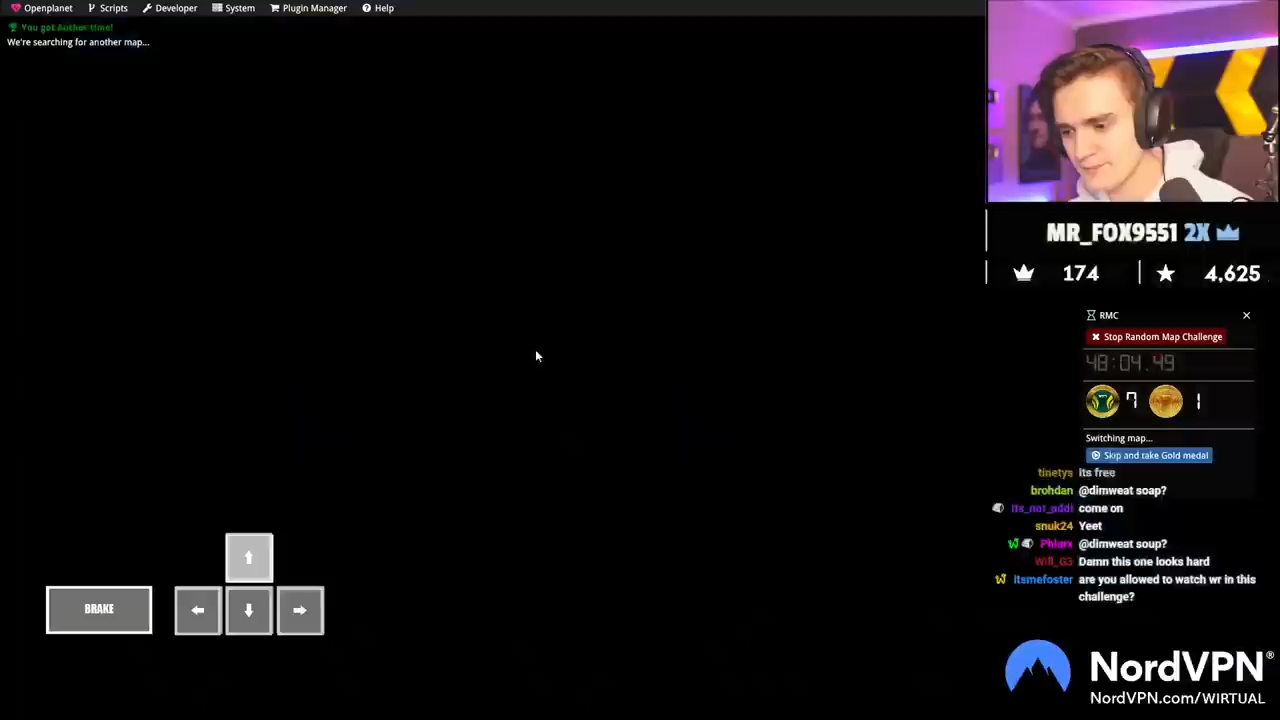 Openplanet Scripts Developer System Plugin Manager Help
You got Author time!
We're searching for another map...
MR_FOX9551 2X
174 4,625
RMC
Stop Random Map Challenge
48:04.49
7 1
Switching map...
Skip and take Gold medal
tinetys its free
brohdan @dimweat soap?
its_not_addi come on
snuk24 Yeet
Phlarx @dimweat soup?
Will_G3 Damn this one looks hard
itsmefoster are you allowed to watch wr in this
challenge?
BRAKE
NordVPN®
NordVPN.com/WIRTUAL